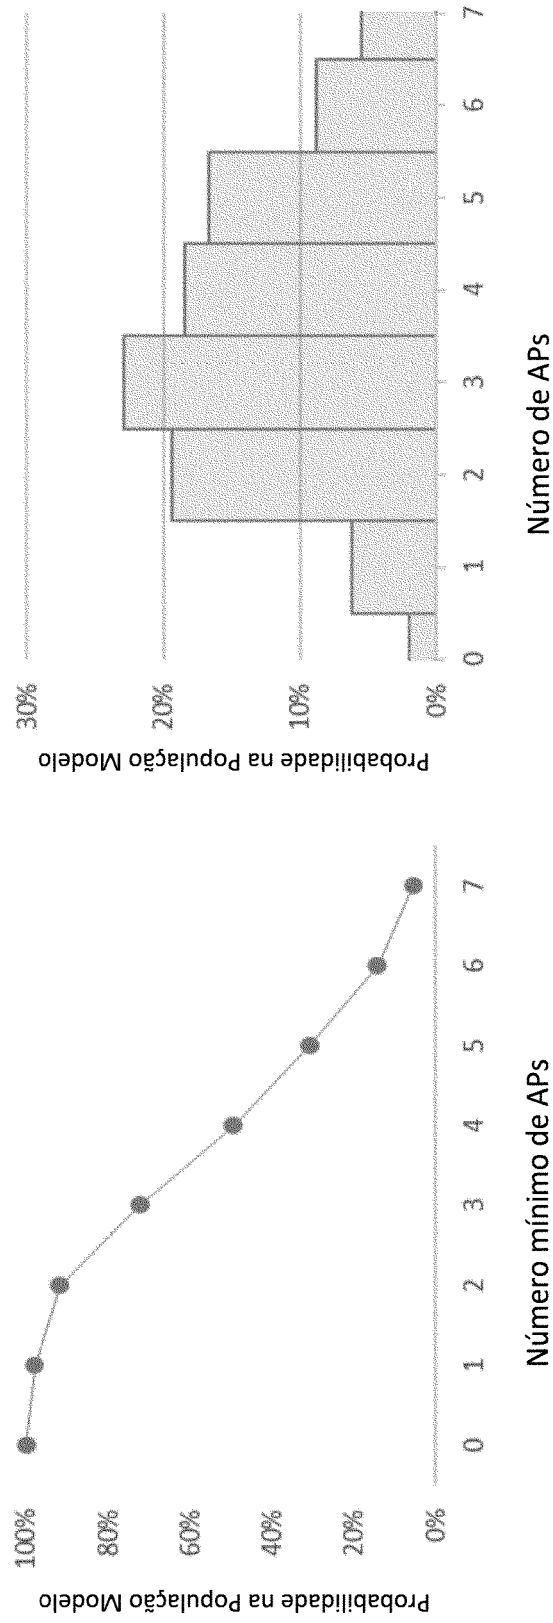 Probabilidade na População Modelo
100%
80%
60%
40%
20%
0%
0 1 2 3 4 5 6 7
Número mínimo de APs
Probabilidade na População Modelo
30%
20%
10%
0%
0 1 2 3 4 5 6 7
Número de APs